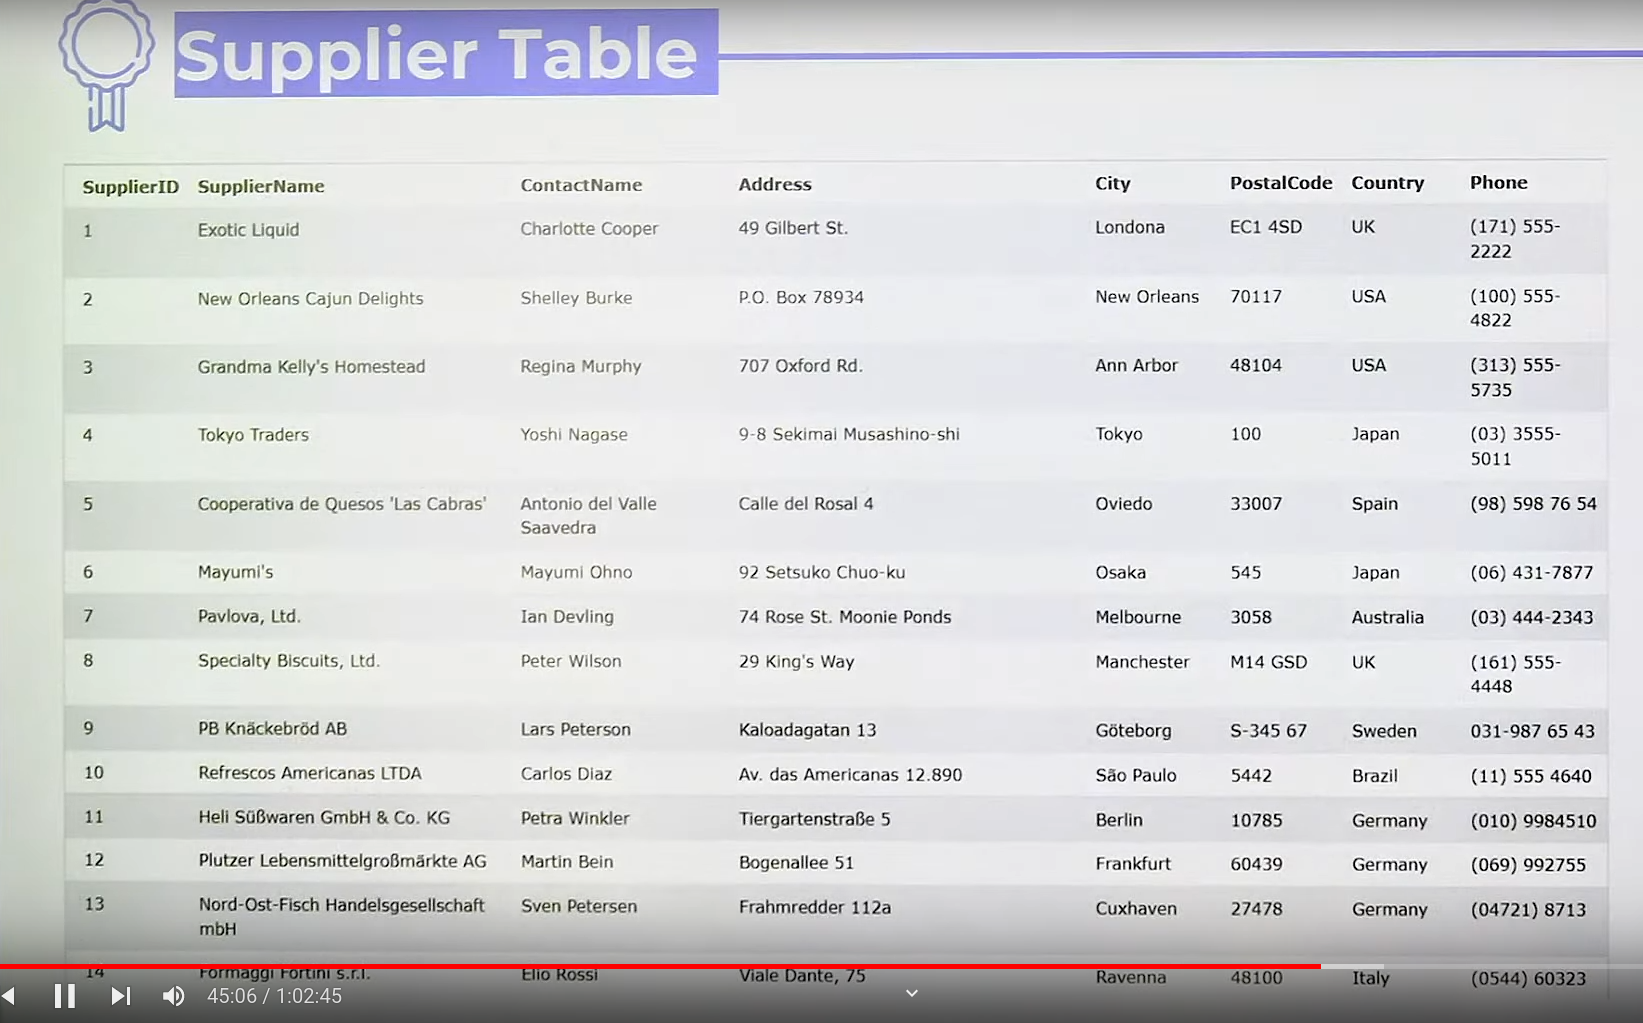 Supplier Table
SupplierID SupplierName ContactName Address City PostalCode Country Phone
1 Exotic Liquid Charlotte Cooper 49 Gilbert St. Londona EC1 4SD UK (171) 555-
2222
2 New Orleans Cajun Delights Shelley Burke P.O. Box 78934 New Orleans 70117 USA (100) 555-
4822
3 Grandma Kelly's Homestead Regina Murphy 707 Oxford Rd. Ann Arbor 48104 USA (313) 555-
5735
4 Tokyo Traders Yoshi Nagase 9-8 Sekimai Musashino-shi Tokyo 100 Japan (03) 3555-
5011
5 Cooperativa de Quesos 'Las Cabras' Antonio del Valle Calle del Rosal 4 Oviedo 33007 Spain (98) 598 76 54
Saavedra
6 Mayumi's Mayumi Ohno 92 Setsuko Chuo-ku Osaka 545 Japan (06) 431-7877
7 Pavlova, Ltd. Ian Devling 74 Rose St. Moonie Ponds Melbourne 3058 Australia (03) 444-2343
8 Specialty Biscuits, Ltd. Peter Wilson 29 King's Way Manchester M14 GSD UK (161) 555-
4448
9 PB Knäckebröd AB Lars Peterson Kaloadagatan 13 Göteborg S-345 67 Sweden 031-987 65 43
10 Refrescos Americanas LTDA Carlos Diaz Av. das Americanas 12.890 São Paulo 5442 Brazil (11) 555 4640
11 Heli Süßwaren GmbH & Co. KG Petra Winkler Tiergartenstraße 5 Berlin 10785 Germany (010) 9984510
12 Plutzer Lebensmittelgroßmärkte AG Martin Bein Bogenallee 51 Frankfurt 60439 Germany (069) 992755
13 Nord-Ost-Fisch Handelsgesellschaft Sven Petersen Frahmredder 112a Cuxhaven 27478 Germany (04721) 8713
mbH
14 Formaggi Fortini s.r.l. Elio Rossi Viale Dante, 75 Ravenna 48100 Italy (0544) 60323
45:06 / 1:02:45